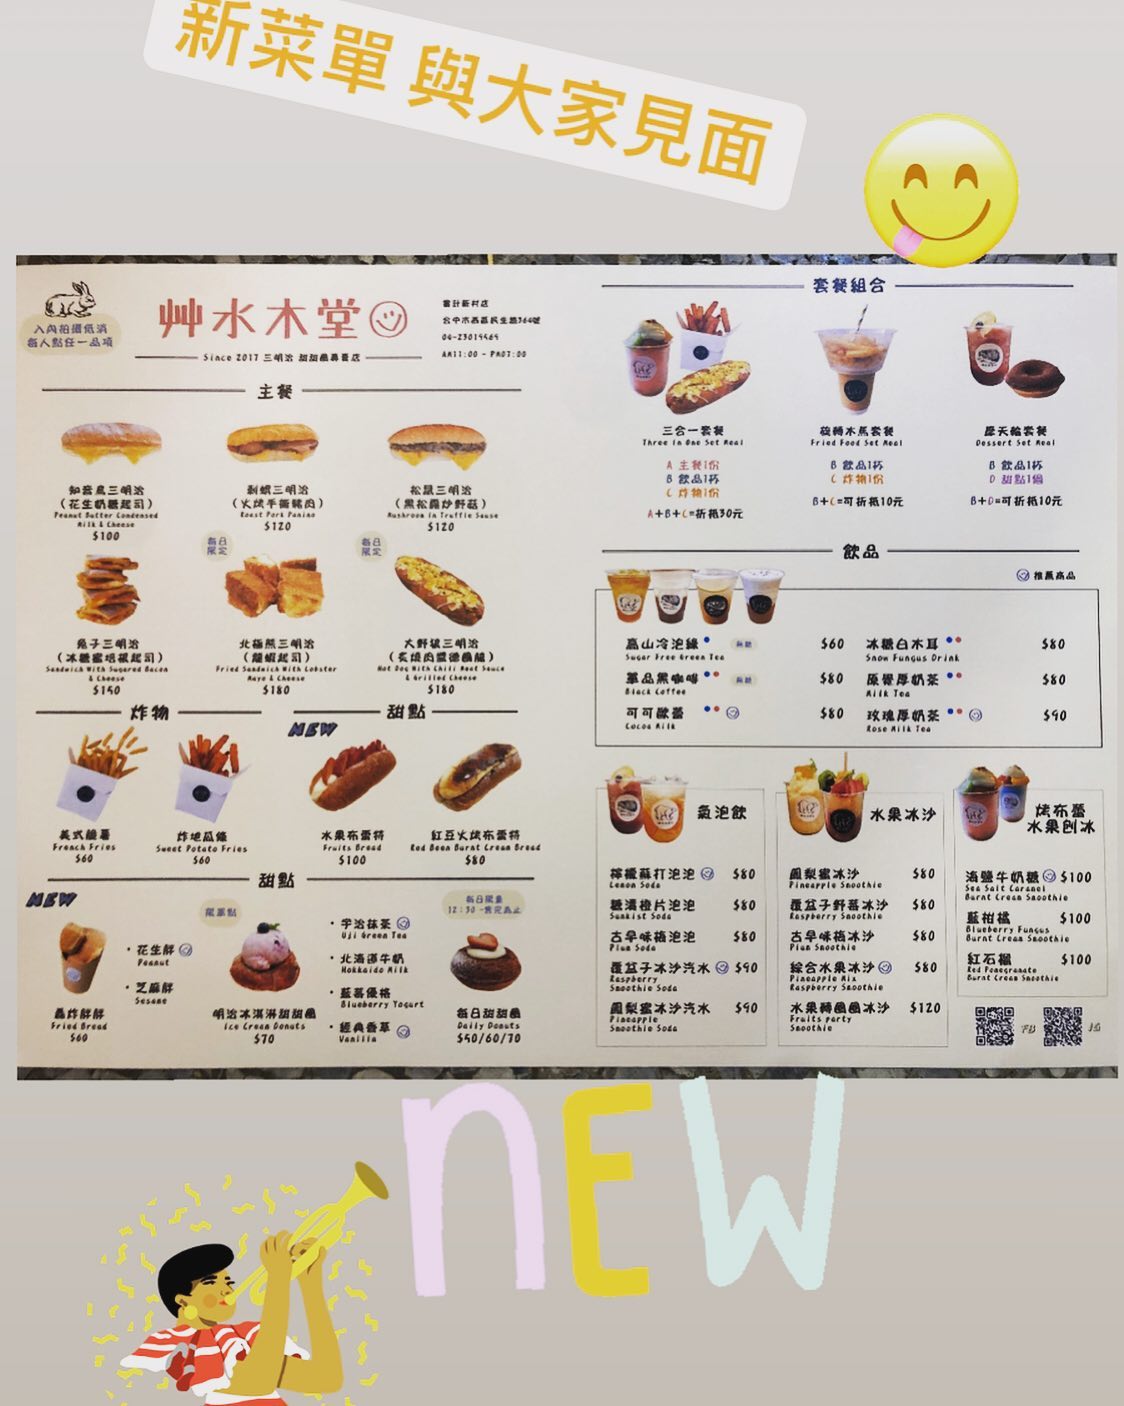 新菜單 與大家見面
入內拍攝低消
每人點任一品項
艸水木堂
Since 2017 三明治 甜甜圈專賣店
審計新村店
台中市西區民生路364號
04-23019569
AM11:00 - PM07:00
主餐
知音鳥三明治
(花生奶糖起司)
Peanut Butter Condensed
Milk & Cheese
$100
刺蝟三明治
(火烤手撕豬肉)
Roast Pork Panino
$120
松鼠三明治
(黑松露炒野菇)
Mushroom In Truffle Sause
$120
兔子三明治
(冰糖蜜培根起司)
Sandwich With Sugared Bacon
& Cheese
$150
每日
限定
北極熊三明治
(龍蝦起司)
Fried Sandwich With Lobster
Mayo & Cheese
$180
每日
限定
大野狼三明治
(炙燒肉醬德國腸)
Hot Dog With Chili Meat Sauce
& Grilled Cheese
$180
炸物
美式脆薯
French Fries
$60
炸地瓜條
Sweet Potato Fries
$60
甜點
NEW
水果布蕾特
Fruits Bread
$100
紅豆火烤布蕾特
Red Been Burnt Cream Bread
$80
甜點
NEW
轟炸胖胖
Fried Bread
$60
・花生胖
Peanut
・芝麻胖
Sesame
限單點
明治冰淇淋甜甜圈
Ice Cream Donuts
$70
・宇治抹茶
Uji Green Tea
・北海道牛奶
Hokkaido Milk
・藍莓優格
Blueberry Yogurt
・經典香草
Vanilla
每日限量
12:30 -售完為止
每日甜甜圈
Daily Donuts
$50/60/70
套餐組合
三合一套餐
Three In One Set Meal
A 主餐1份
B 飲品1杯
C 炸物1份
A+B+C=折抵30元
旋轉木馬套餐
Fried Food Set Meal
B 飲品1杯
C 炸物1份
B+C=可折抵10元
摩天輪套餐
Dessert Set Meal
B 飲品1杯
D 甜點1個
B+D=可折抵10元
飲品
推薦商品
高山冷泡綠 無糖 $60
Sugar Free Green Tea
單品黑咖啡 無糖 $80
Black Coffee
可可歐蕾 $80
Cocoa Milk
冰糖白木耳 $80
Snow Fungus Drink
原覺厚奶茶 $80
Milk Tea
玫瑰厚奶茶 $90
Rose Milk Tea
氣泡飲
檸檬蘇打泡泡 $80
Lemon Soda
糖漬橙片泡泡 $80
Sunkist Soda
古早味梅泡泡 $80
Plum Soda
覆盆子冰沙汽水 $90
Raspberry
Smoothie Soda
鳳梨蜜冰沙汽水 $90
Pineapple
Smoothie Soda
水果冰沙
鳳梨蜜冰沙 $80
Pineapple Smoothie
覆盆子野莓冰沙 $80
Raspberry Smoothie
古早味梅冰沙 $80
Plum Smoothie
綜合水果冰沙 $80
Pineapple Mix
Raspberry Smoothie
水果轉圈圈冰沙 $120
Fruits party
Smoothie
烤布蕾
水果刨冰
海鹽牛奶糖 $100
Sea Salt Caramel
Burnt Cream Smoothie
藍柑橘 $100
Blueberry Fungus
Burnt Cream Smoothie
紅石榴 $100
Red Pomegranate
Burnt Cream Smoothie
FB
IG
nEW